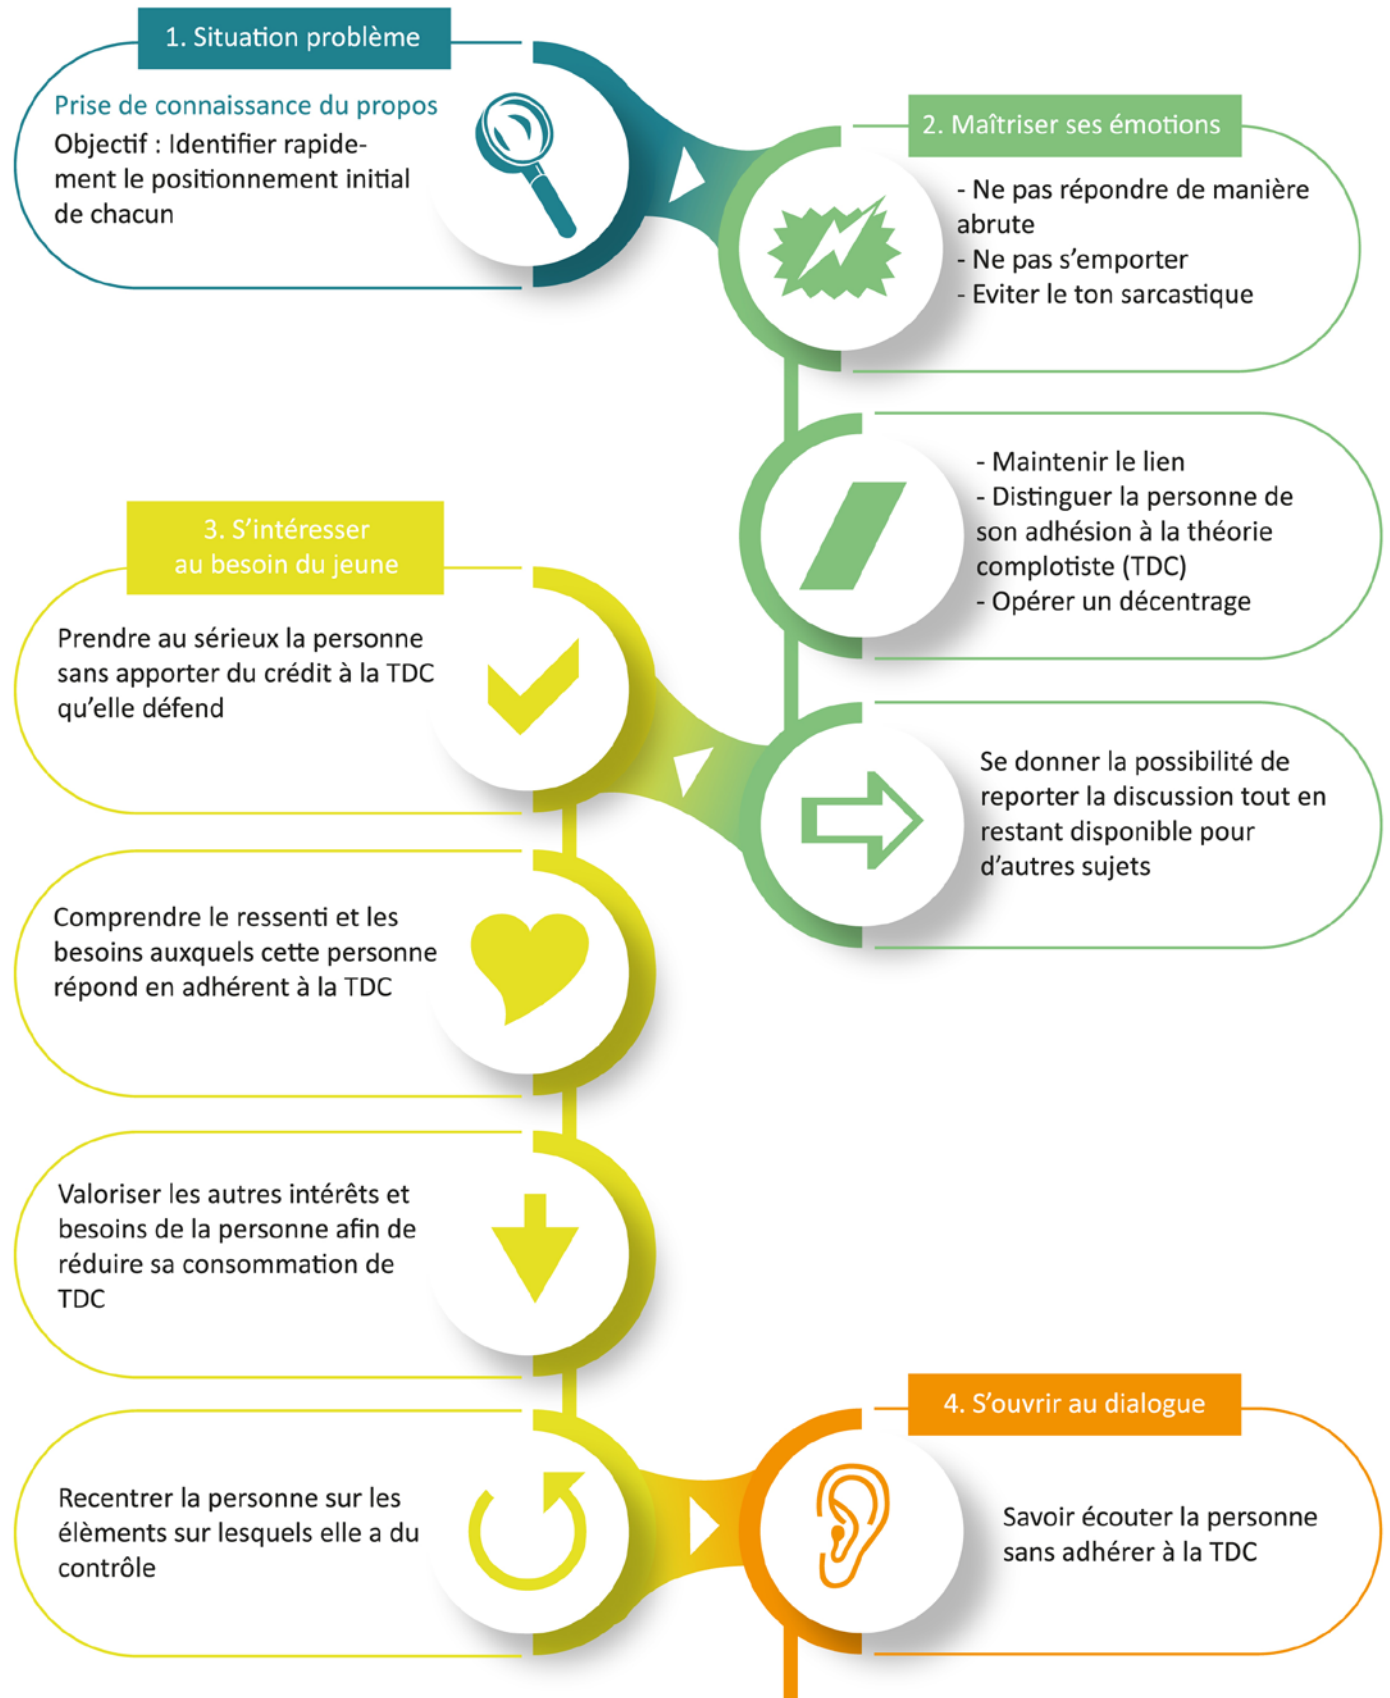 1. Situation problème
Prise de connaissance du propos
Objectif : Identifier rapide-
ment le positionnement initial
de chacun
2. Maîtriser ses émotions
- Ne pas répondre de manière
abrute
- Ne pas s’emporter
- Eviter le ton sarcastique
- Maintenir le lien
- Distinguer la personne de
son adhésion à la théorie
complotiste (TDC)
- Opérer un décentrage
Se donner la possibilité de
reporter la discussion tout en
restant disponible pour
d’autres sujets
3. S’intéresser
au besoin du jeune
Prendre au sérieux la personne
sans apporter du crédit à la TDC
qu’elle défend
Comprendre le ressenti et les
besoins auxquels cette personne
répond en adhérent à la TDC
Valoriser les autres intérêts et
besoins de la personne afin de
réduire sa consommation de
TDC
Recentrer la personne sur les
élèments sur lesquels elle a du
contrôle
4. S’ouvrir au dialogue
Savoir écouter la personne
sans adhérer à la TDC